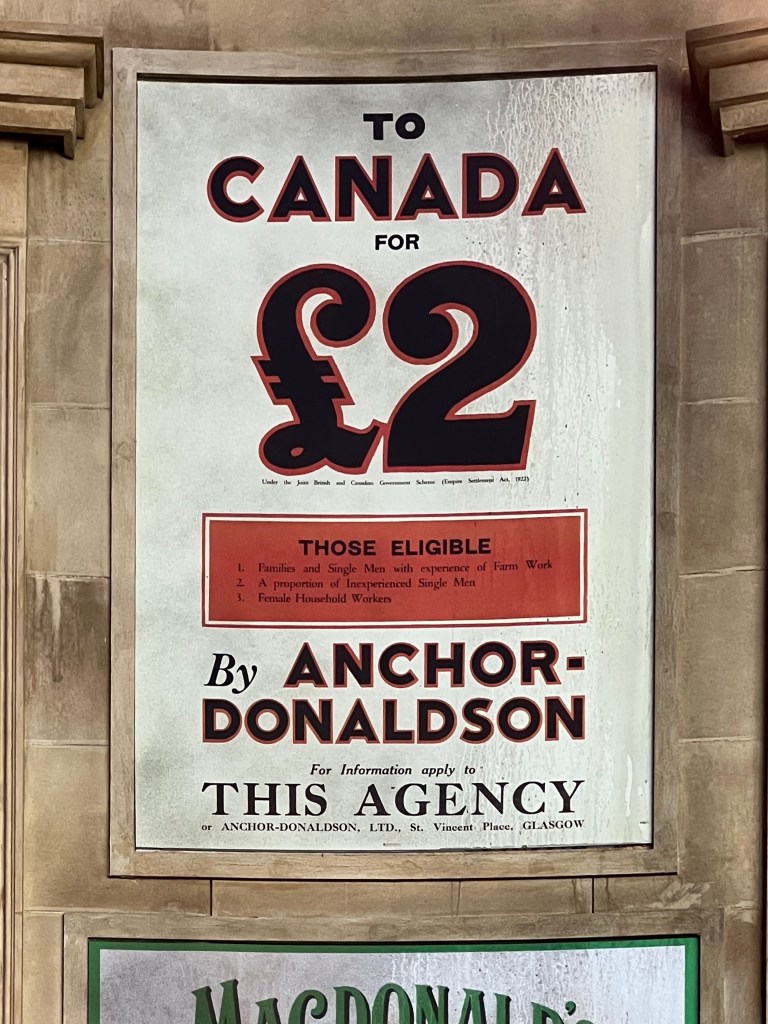 TO
CANADA
FOR
£2
Under the Joint British and Canadian Government Scheme (Empire Settlement Act, 1922)
THOSE ELIGIBLE
1. Families and Single Men with experience of Farm Work
2. A proportion of Inexperienced Single Men
3. Female Household Workers
By ANCHOR-
DONALDSON
For Information apply to
THIS AGENCY
or ANCHOR-DONALDSON, LTD., St. Vincent Place, GLASGOW
MACDONALD'S